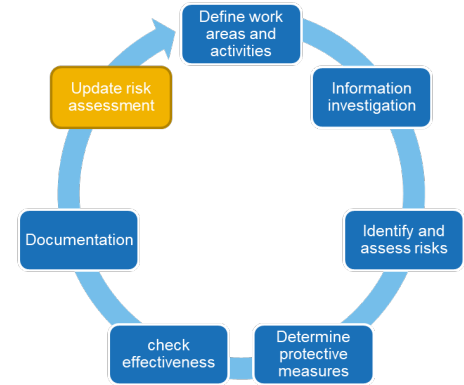 Define work
areas and
activities
Information
investigation
Identify and
assess risks
Determine
protective
measures
check
effectiveness
Documentation
Update risk
assessment